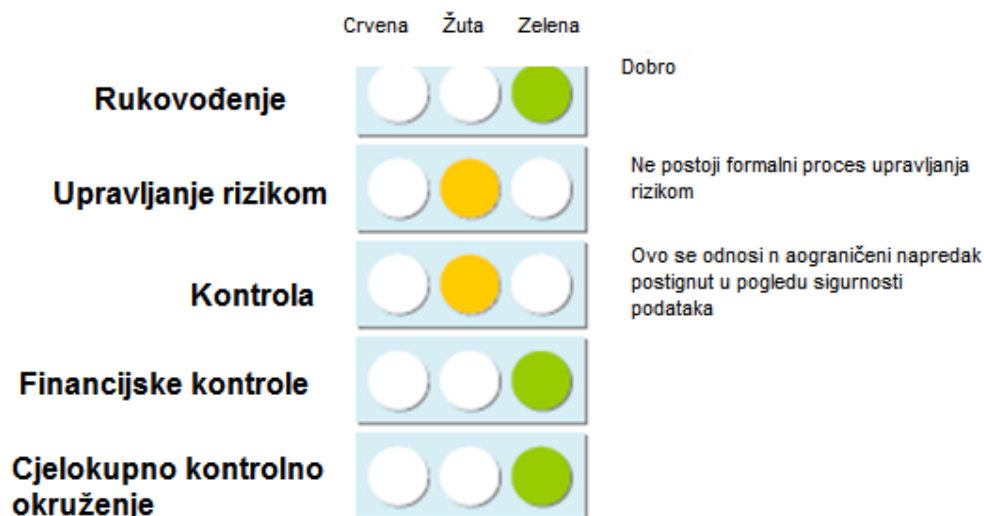 Crvena Žuta Zelena
Rukovođenje
Dobro
Upravljanje rizikom
Ne postoji formalni proces upravljanja
rizikom
Kontrola
Ovo se odnosi n aograničeni napredak
postignut u pogledu sigurnosti
podataka
Financijske kontrole
Cjelokupno kontrolno
okruženje